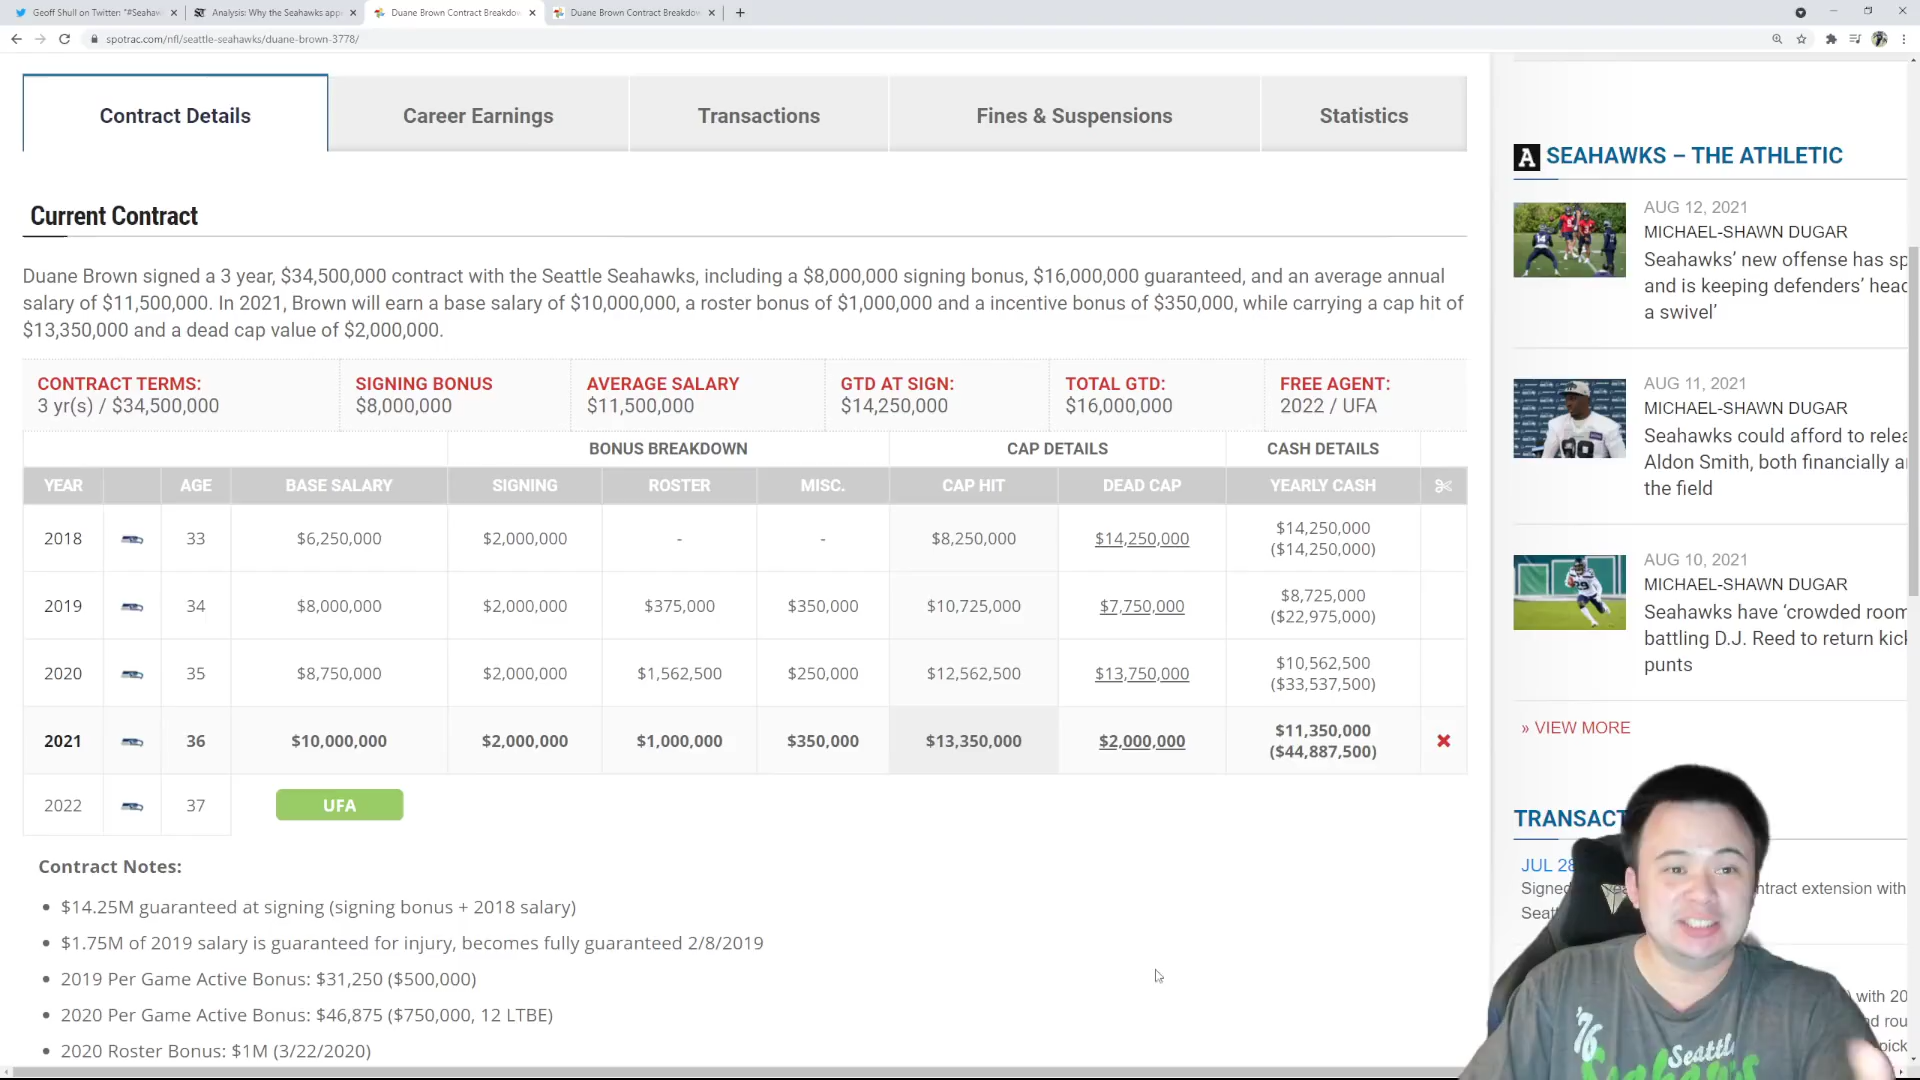 Geoff Shull on Twitter: "#Seahaw
Analysis: Why the Seahawks appe
Duane Brown Contract Breakdow
Duane Brown Contract Breakdow
spotrac.com/nfl/seattle-seahawks/duane-brown-3778/
Contract Details
Career Earnings
Transactions
Fines & Suspensions
Statistics
Current Contract
Duane Brown signed a 3 year, $34,500,000 contract with the Seattle Seahawks, including a $8,000,000 signing bonus, $16,000,000 guaranteed, and an average annual
salary of $11,500,000. In 2021, Brown will earn a base salary of $10,000,000, a roster bonus of $1,000,000 and a incentive bonus of $350,000, while carrying a cap hit of
$13,350,000 and a dead cap value of $2,000,000.
CONTRACT TERMS: SIGNING BONUS AVERAGE SALARY GTD AT SIGN: TOTAL GTD: FREE AGENT:
3 yr(s) / $34,500,000 $8,000,000 $11,500,000 $14,250,000 $16,000,000 2022 / UFA
BONUS BREAKDOWN CAP DETAILS CASH DETAILS
YEAR AGE BASE SALARY SIGNING ROSTER MISC. CAP HIT DEAD CAP YEARLY CASH
2018 33 $6,250,000 $2,000,000 - - $8,250,000 $14,250,000 $14,250,000
($14,250,000)
2019 34 $8,000,000 $2,000,000 $375,000 $350,000 $10,725,000 $7,750,000 $8,725,000
($22,975,000)
2020 35 $8,750,000 $2,000,000 $1,562,500 $250,000 $12,562,500 $13,750,000 $10,562,500
($33,537,500)
2021 36 $10,000,000 $2,000,000 $1,000,000 $350,000 $13,350,000 $2,000,000 $11,350,000
($44,887,500)
2022 37 UFA
Contract Notes:
• $14.25M guaranteed at signing (signing bonus + 2018 salary)
• $1.75M of 2019 salary is guaranteed for injury, becomes fully guaranteed 2/8/2019
• 2019 Per Game Active Bonus: $31,250 ($500,000)
• 2020 Per Game Active Bonus: $46,875 ($750,000, 12 LTBE)
• 2020 Roster Bonus: $1M (3/22/2020)
A SEAHAWKS – THE ATHLETIC
AUG 12, 2021
MICHAEL-SHAWN DUGAR
Seahawks' new offense has sp
and is keeping defenders' head
a swivel'
AUG 11, 2021
MICHAEL-SHAWN DUGAR
Seahawks could afford to relea
Aldon Smith, both financially a
the field
AUG 10, 2021
MICHAEL-SHAWN DUGAR
Seahawks have 'crowded room
battling D.J. Reed to return kick
punts
» VIEW MORE
TRANSACT
JUL 28
Signed ntract extension with
Seat
) with 20
nd rou
pick
'76
Seattle
Seahawks